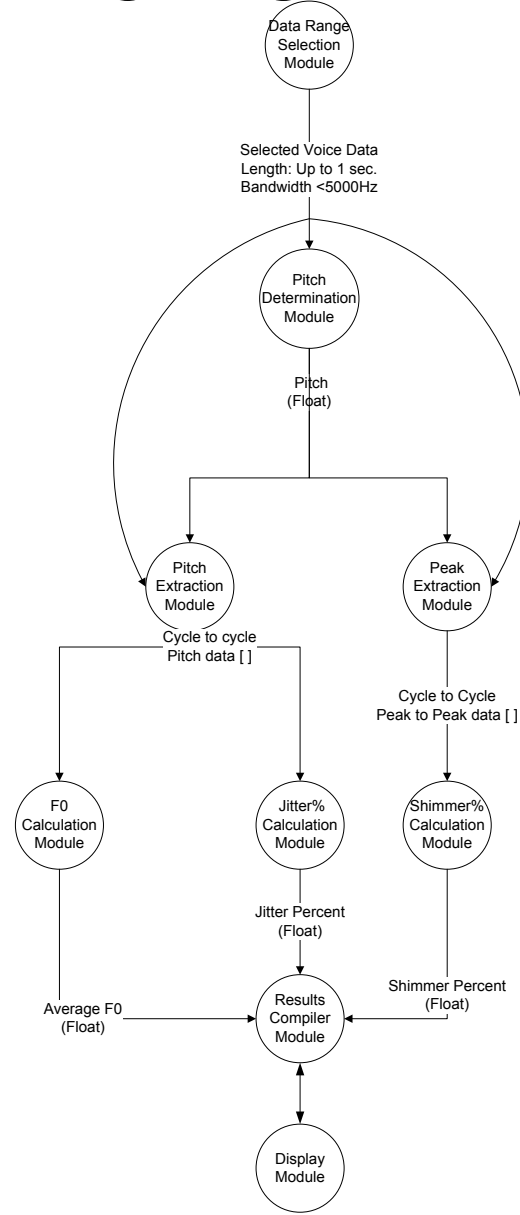 Data Range
Selection
Module
Selected Voice Data
Length: Up to 1 sec.
Bandwidth <5000Hz
Pitch
Determination
Module
Pitch
(Float)
Pitch
Extraction
Module
Peak
Extraction
Module
Cycle to cycle
Pitch data [ ]
Cycle to Cycle
Peak to Peak data [ ]
F0
Calculation
Module
Jitter%
Calculation
Module
Shimmer%
Calculation
Module
Jitter Percent
(Float)
Average F0
(Float)
Results
Compiler
Module
Shimmer Percent
(Float)
Display
Module